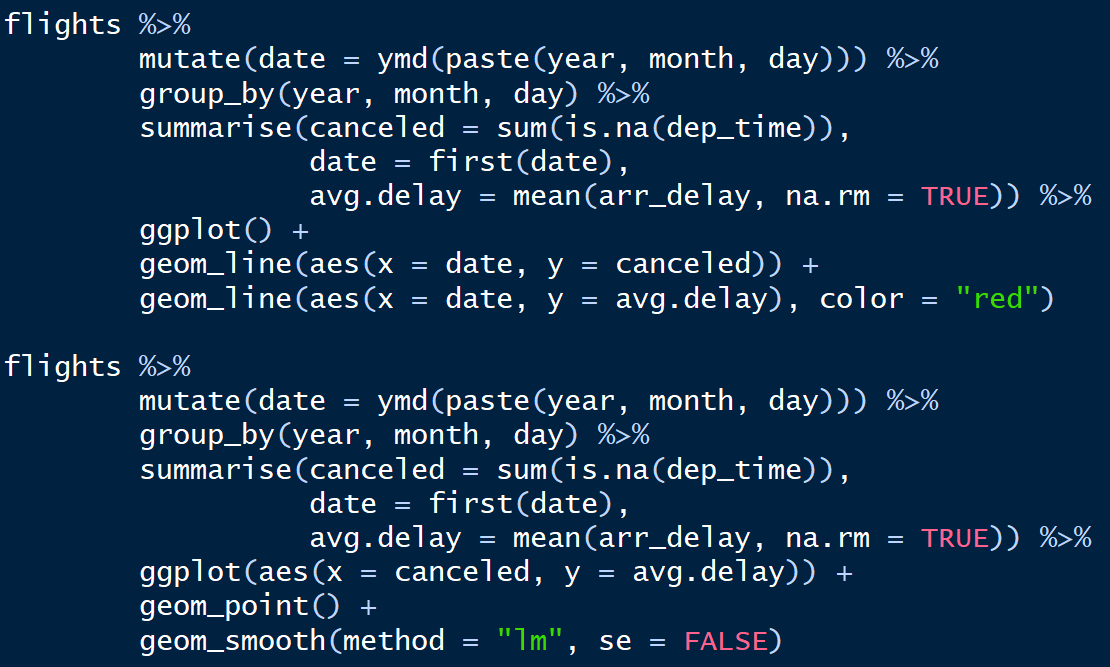 flights %>%
        mutate(date = ymd(paste(year, month, day))) %>%
        group_by(year, month, day) %>%
        summarise(canceled = sum(is.na(dep_time)),
                  date = first(date),
                  avg.delay = mean(arr_delay, na.rm = TRUE)) %>%
        ggplot() +
        geom_line(aes(x = date, y = canceled)) +
        geom_line(aes(x = date, y = avg.delay), color = "red")

flights %>%
        mutate(date = ymd(paste(year, month, day))) %>%
        group_by(year, month, day) %>%
        summarise(canceled = sum(is.na(dep_time)),
                  date = first(date),
                  avg.delay = mean(arr_delay, na.rm = TRUE)) %>%
        ggplot(aes(x = canceled, y = avg.delay)) +
        geom_point() +
        geom_smooth(method = "lm", se = FALSE)